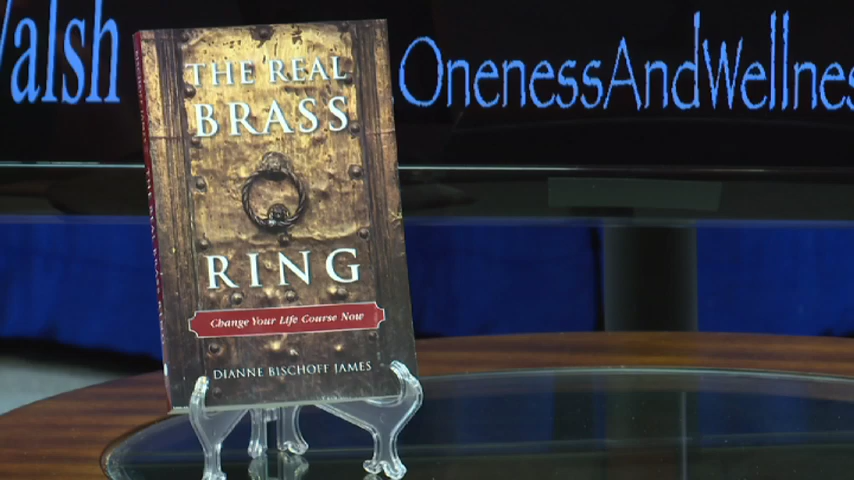 Walsh
OnenessAndWellnes
THE REAL
BRASS
RING
Change Your Life Course Now
DIANNE BISCHOFF JAMES